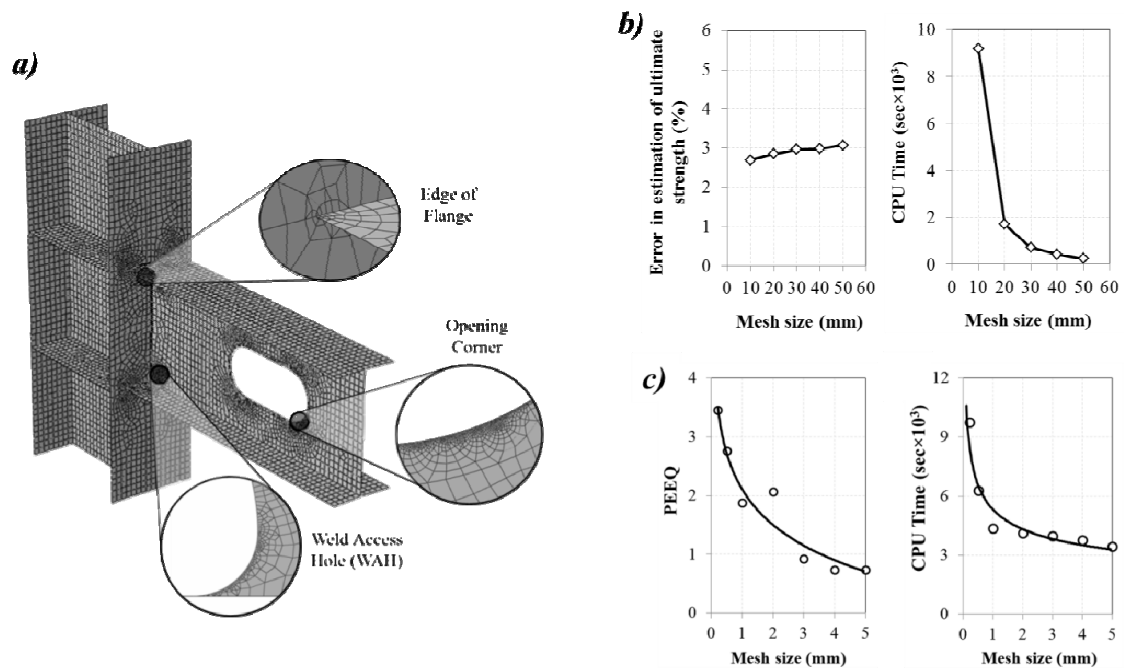 a)
Edge of
Flange
Opening
Corner
Weld Access
Hole (WAH)
b)
Error in estimation of ultimate
strength (%)
6
5
4
3
2
1
0
0 10 20 30 40 50 60
Mesh size (mm)
CPU Time (sec×10³)
10
8
6
4
2
0
0 10 20 30 40 50 60
Mesh size (mm)
c)
PEEQ
4
3
2
1
0
0 1 2 3 4 5
Mesh size (mm)
CPU Time (sec×10³)
12
9
6
3
0
0 1 2 3 4 5
Mesh size (mm)